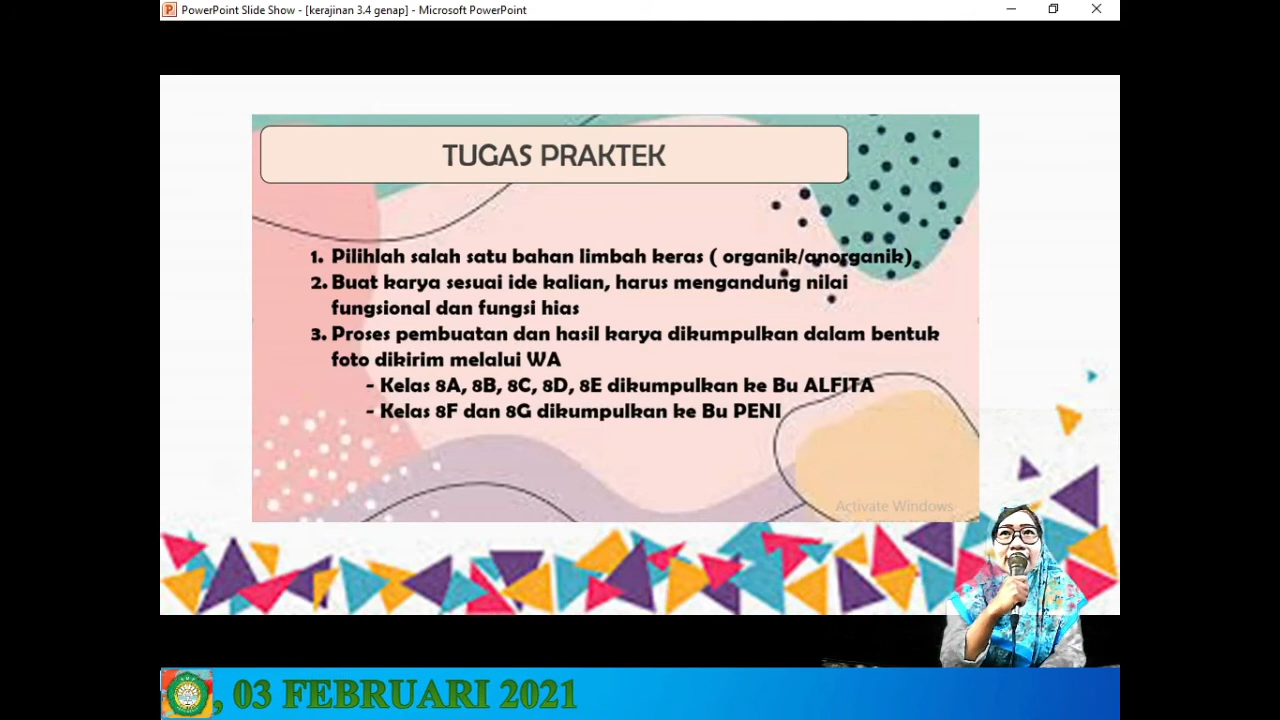 PowerPoint Slide Show - [kerajinan 3.4 genap] - Microsoft PowerPoint
TUGAS PRAKTEK
1. Pilihlah salah satu bahan limbah keras ( organik/anorganik)
2. Buat karya sesuai ide kalian, harus mengandung nilai
fungsional dan fungsi hias
3. Proses pembuatan dan hasil karya dikumpulkan dalam bentuk
foto dikirim melalui WA
- Kelas 8A, 8B, 8C, 8D, 8E dikumpulkan ke Bu ALFITA
- Kelas 8F dan 8G dikumpulkan ke Bu PENI
Activate Windows
, 03 FEBRUARI 2021